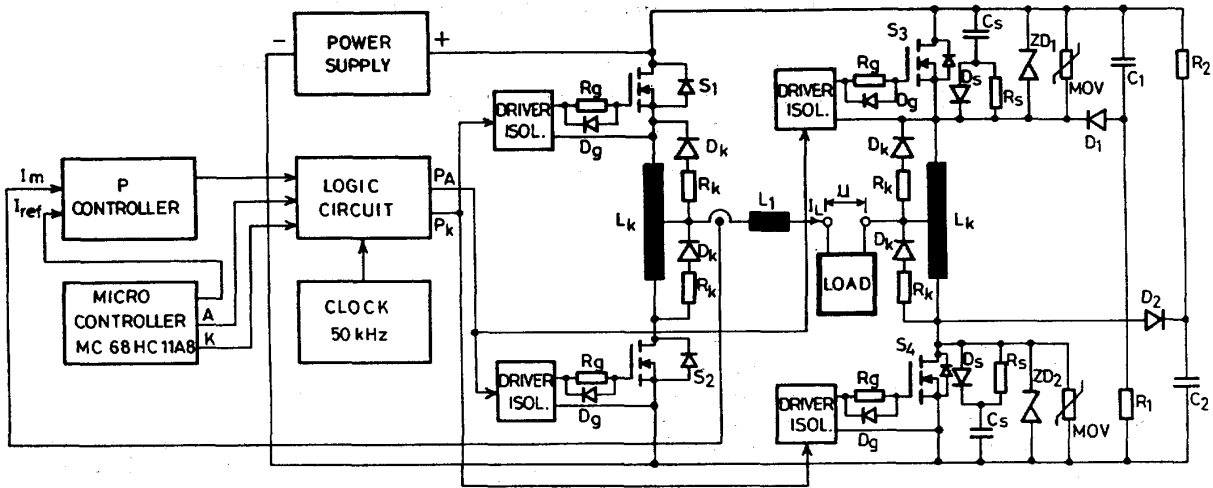 -
POWER
SUPPLY
+
DRIVER
ISOL.
Rg
Dg
S1
Dk
Rk
Lk
Dk
Rk
Im
Iref
P
CONTROLLER
LOGIC
CIRCUIT
PA
Pk
MICRO
CONTROLLER
MC 68HC11A8
A
K
CLOCK
50 kHz
DRIVER
ISOL.
Rg
Dg
S2
L1
IL
U
LOAD
DRIVER
ISOL.
Rg
Dg
S3
Cs
Ds
Rs
ZD1
MOV
C1
R2
D1
Dk
Rk
Lk
Dk
Rk
D2
DRIVER
ISOL.
Rg
Dg
S4
Ds
Rs
Cs
ZD2
MOV
R1
C2